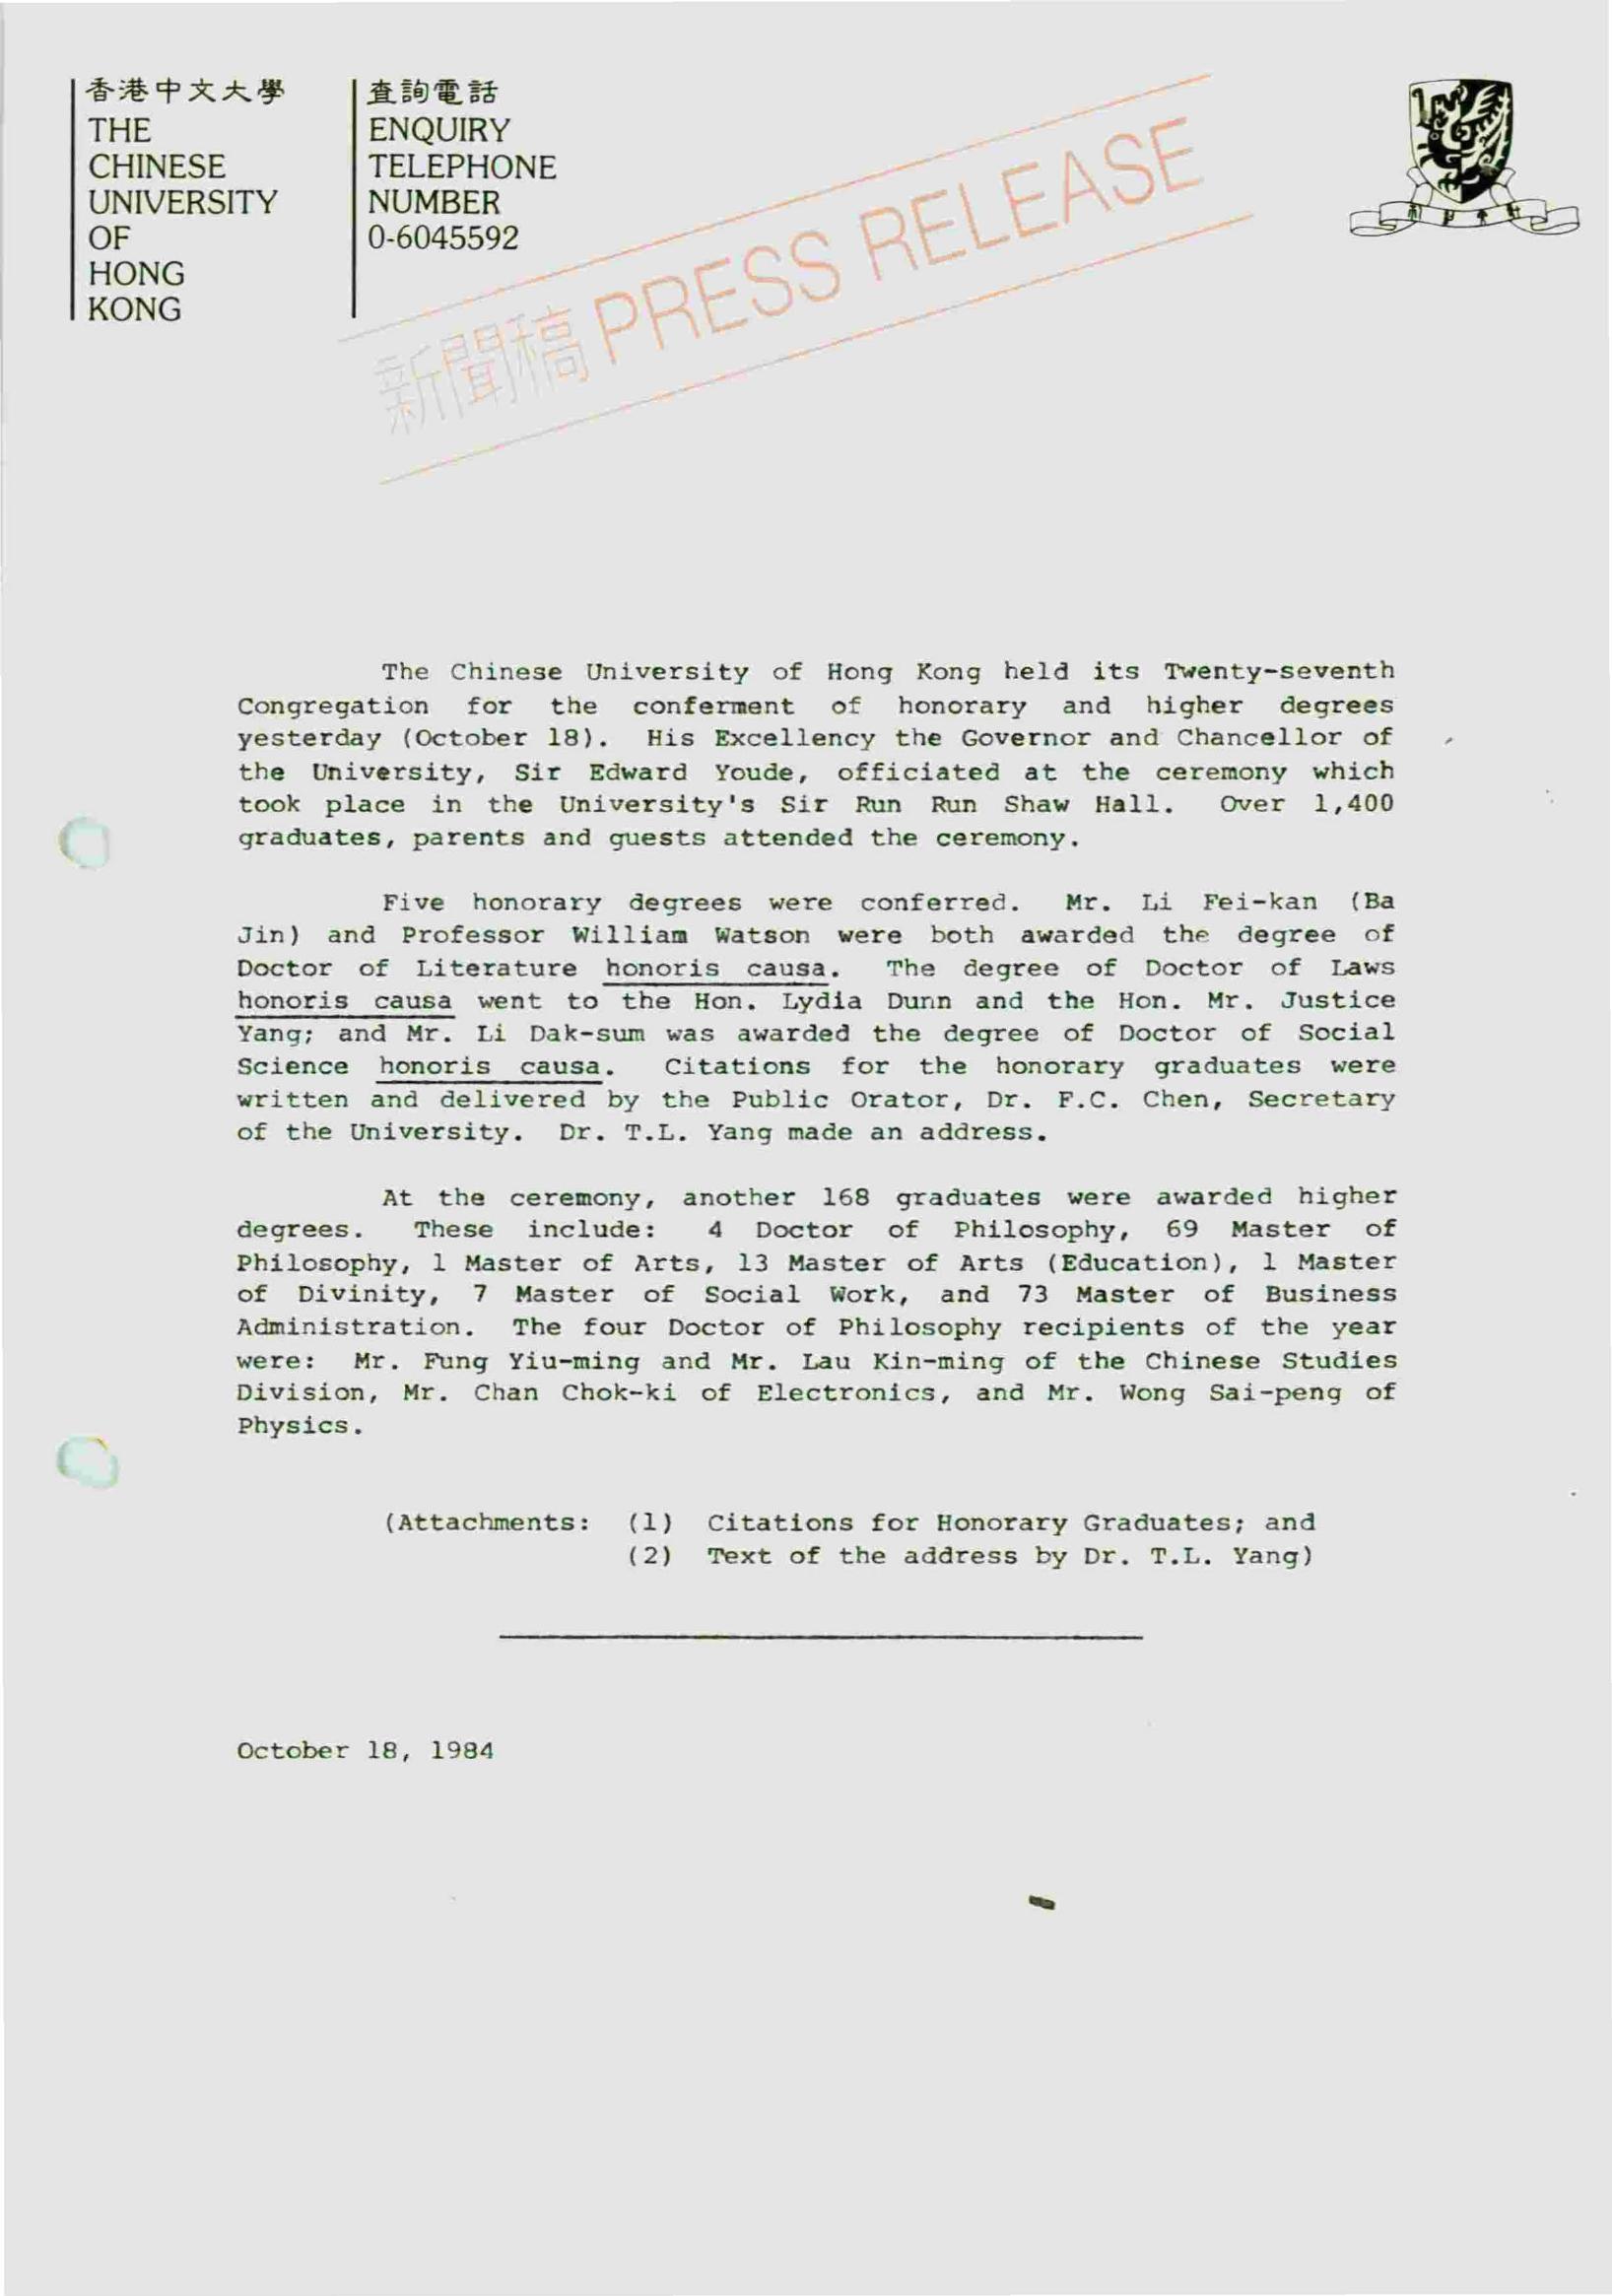 香港中文大學
THE
CHINESE
UNIVERSITY
OF
HONG
KONG
查詢電話
ENQUIRY
TELEPHONE
NUMBER
0-6045592
新聞稿 PRESS RELEASE
The Chinese University of Hong Kong held its Twenty-seventh
Congregation for the conferment of honorary and higher degrees
yesterday (October 18). His Excellency the Governor and Chancellor of
the University, Sir Edward Youde, officiated at the ceremony which
took place in the University's Sir Run Run Shaw Hall. Over 1,400
graduates, parents and guests attended the ceremony.
Five honorary degrees were conferred. Mr. Li Fei-kan (Ba
Jin) and Professor William Watson were both awarded the degree of
Doctor of Literature honoris causa. The degree of Doctor of Laws
honoris causa went to the Hon. Lydia Dunn and the Hon. Mr. Justice
Yang; and Mr. Li Dak-sum was awarded the degree of Doctor of Social
Science honoris causa. Citations for the honorary graduates were
written and delivered by the Public Orator, Dr. F.C. Chen, Secretary
of the University. Dr. T.L. Yang made an address.
At the ceremony, another 168 graduates were awarded higher
degrees. These include: 4 Doctor of Philosophy, 69 Master of
Philosophy, 1 Master of Arts, 13 Master of Arts (Education), 1 Master
of Divinity, 7 Master of Social Work, and 73 Master of Business
Administration. The four Doctor of Philosophy recipients of the year
were: Mr. Fung Yiu-ming and Mr. Lau Kin-ming of the Chinese Studies
Division, Mr. Chan Chok-ki of Electronics, and Mr. Wong Sai-peng of
Physics.
(Attachments: (1) Citations for Honorary Graduates; and
(2) Text of the address by Dr. T.L. Yang)
October 18, 1984